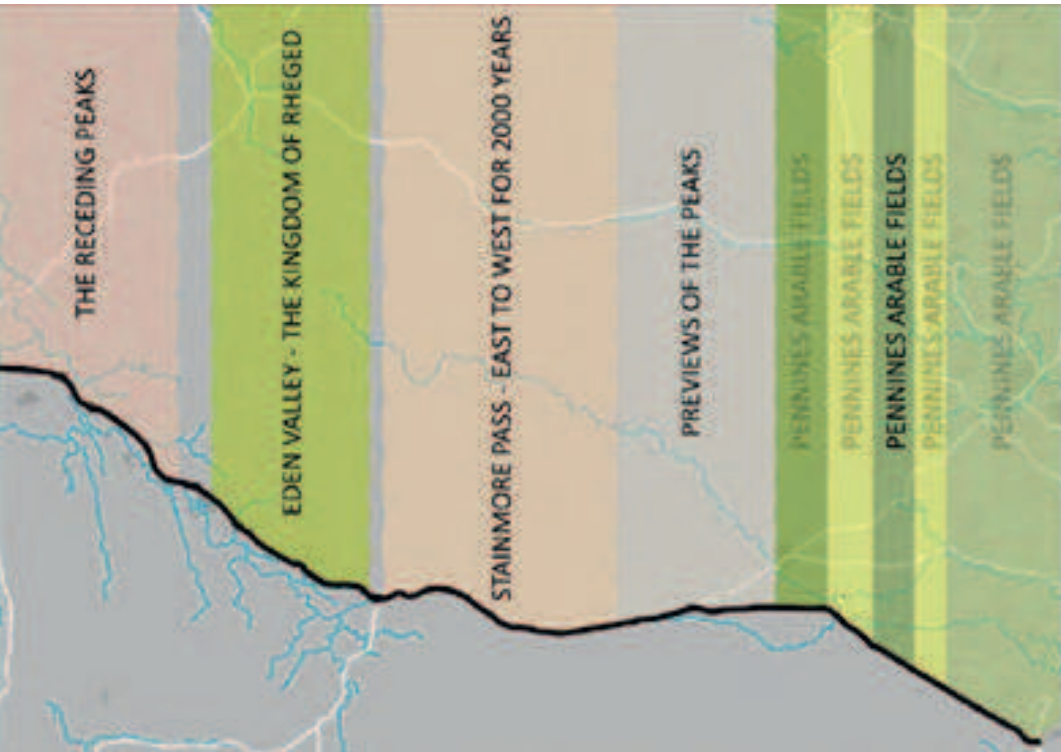 THE RECEDING PEAKS
EDEN VALLEY - THE KINGDOM OF RHEGED
STAINMORE PASS - EAST TO WEST FOR 2000 YEARS
PREVIEWS OF THE PEAKS
PENNINES ARABLE FIELDS
PENNINES ARABLE FIELDS
PENNINES ARABLE FIELDS
PENNINES ARABLE FIELDS
PENNINES ARABLE FIELDS